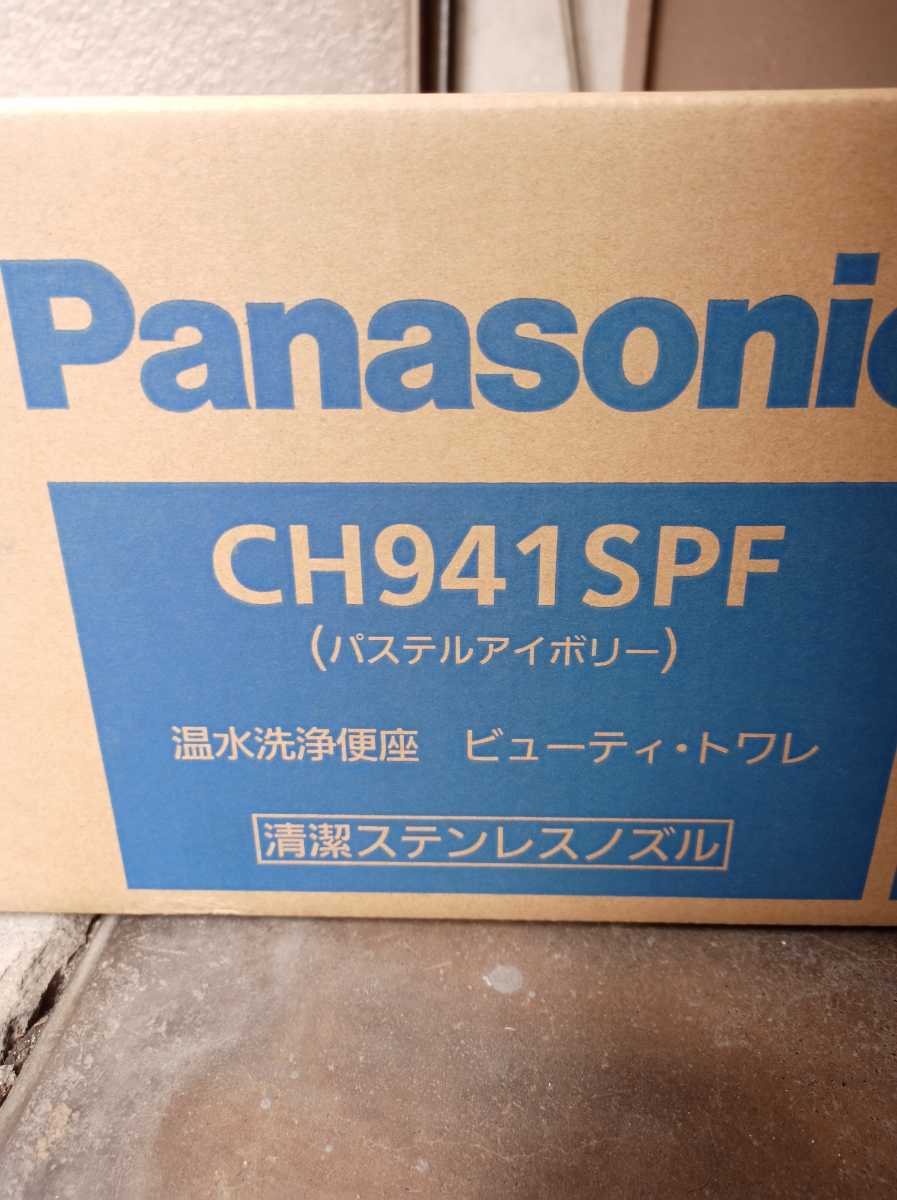 Panasonic
CH941SPF
(パステルアイボリー)
温水洗浄便座 ビューティ・トワレ
清潔ステンレスノズル